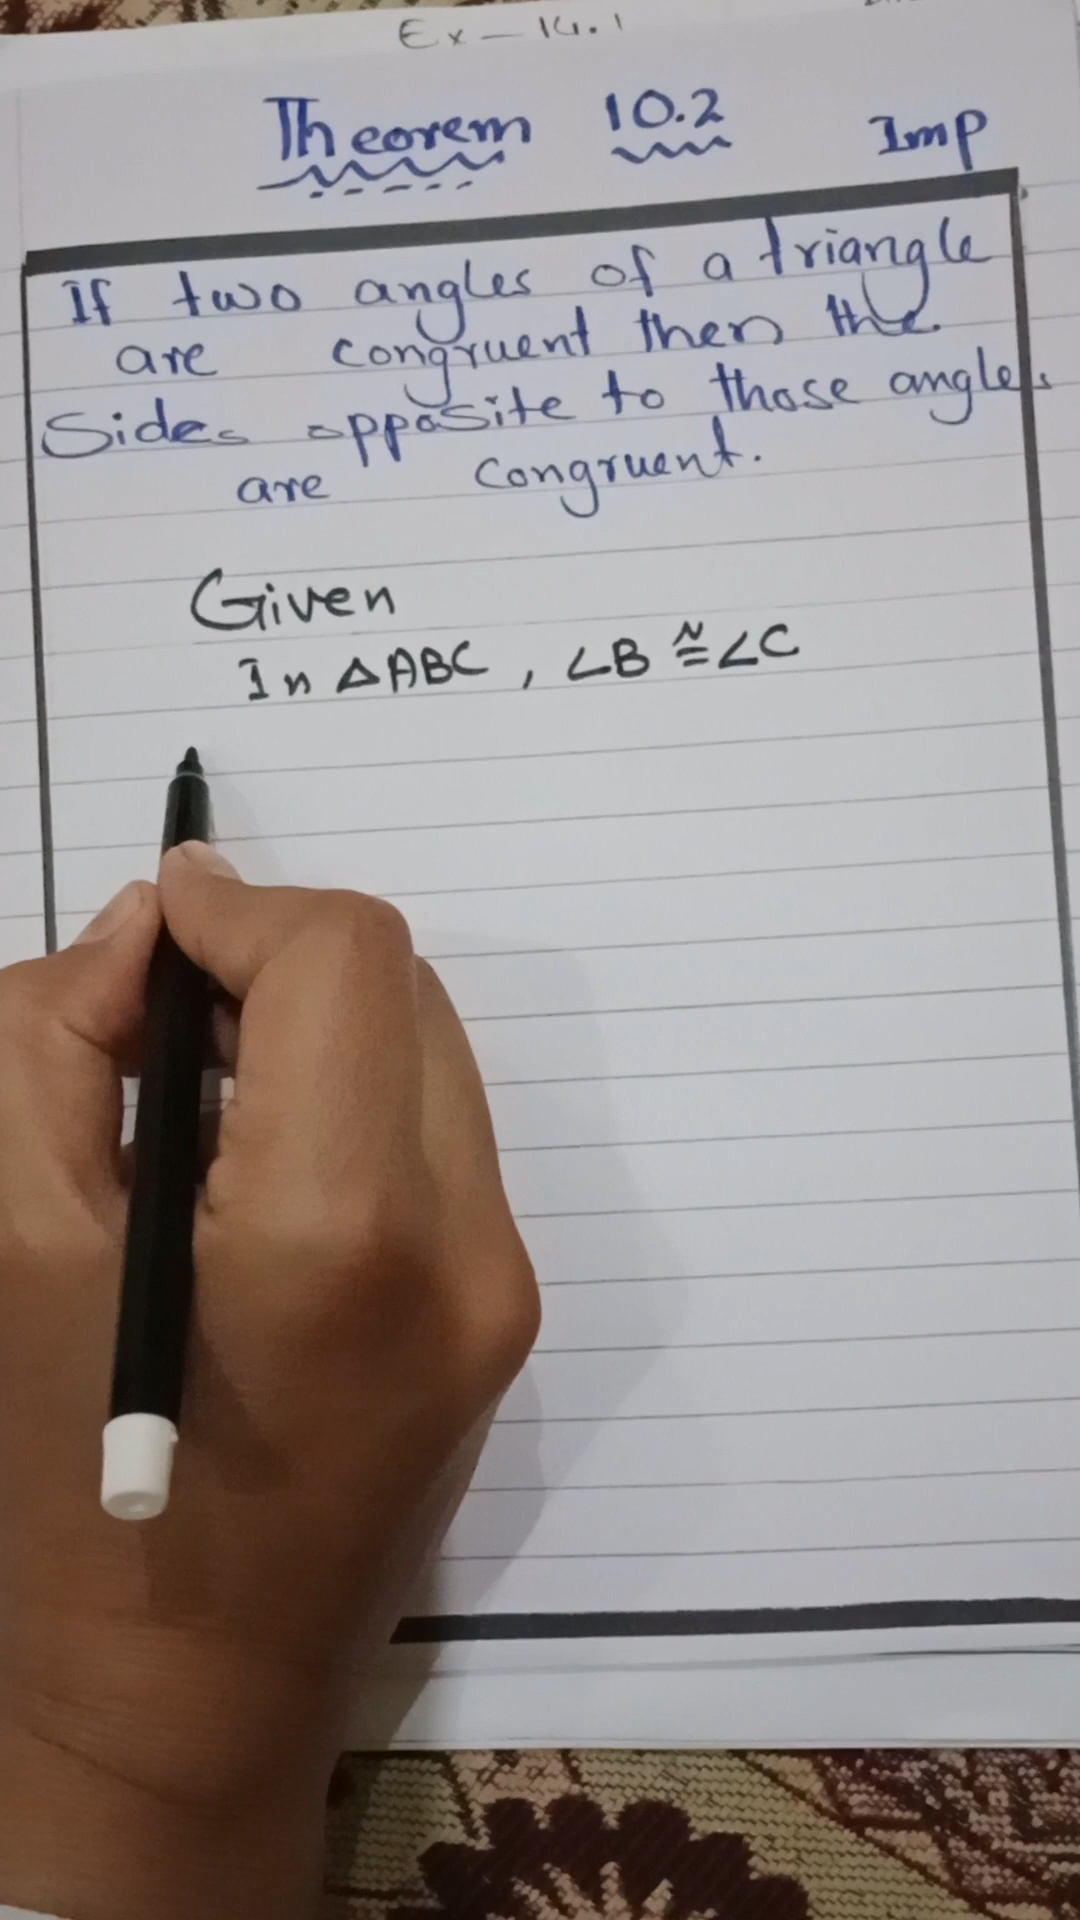 Ex - 14.1
Theorem 10.2 Imp
If two angles of a triangle
are congruent then the
Sides opposite to those angles
are congruent.
Given
In △ABC, ∠B ≅ ∠C